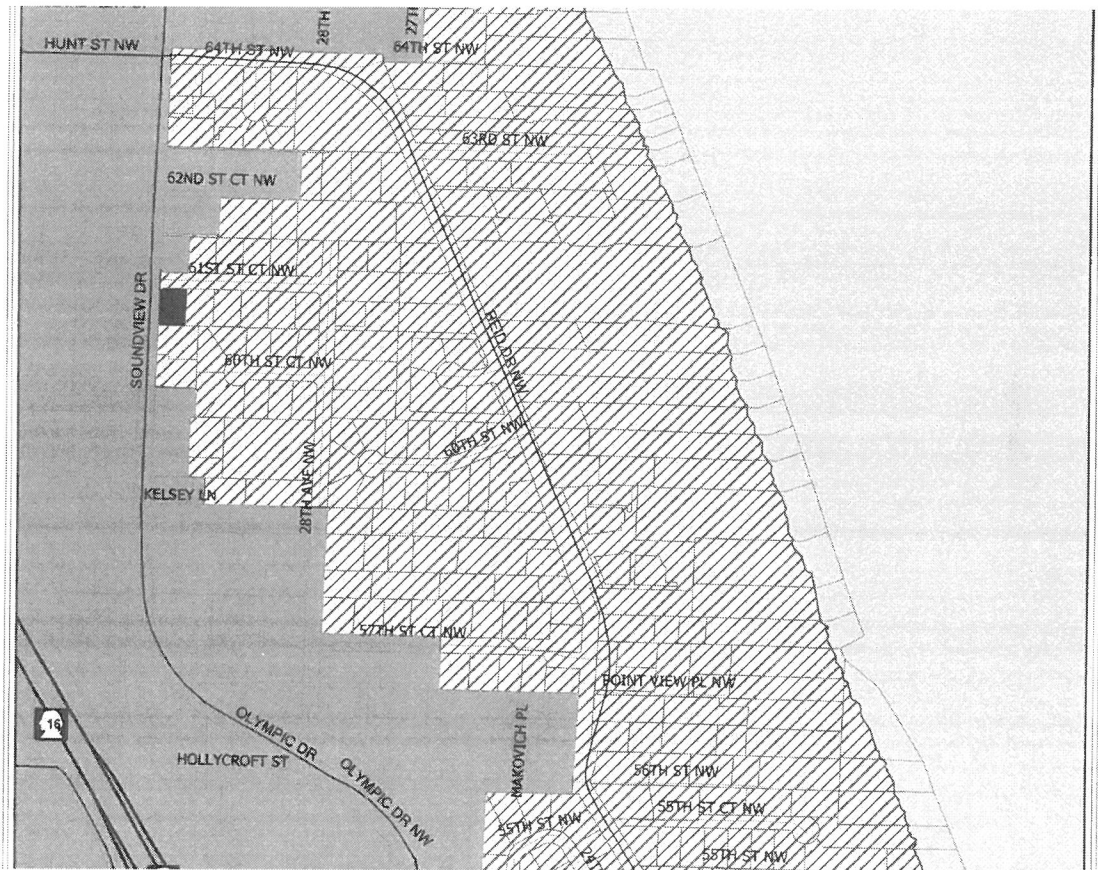 28TH
27TH
HUNT ST NW
64TH ST NW
64TH ST NW
63RD ST NW
62ND ST CT NW
61ST ST CT NW
SOUNDVIEW DR
REID DR NW
60TH ST CT NW
60TH ST NW
28TH AVE NW
KELSEY LN
57TH ST CT NW
POINT VIEW PL NW
16
OLYMPIC DR
MAKOVICH PL
HOLLYCROFT ST
OLYMPIC DR NW
56TH ST NW
55TH ST CT NW
55TH ST NW
55TH ST NW
24